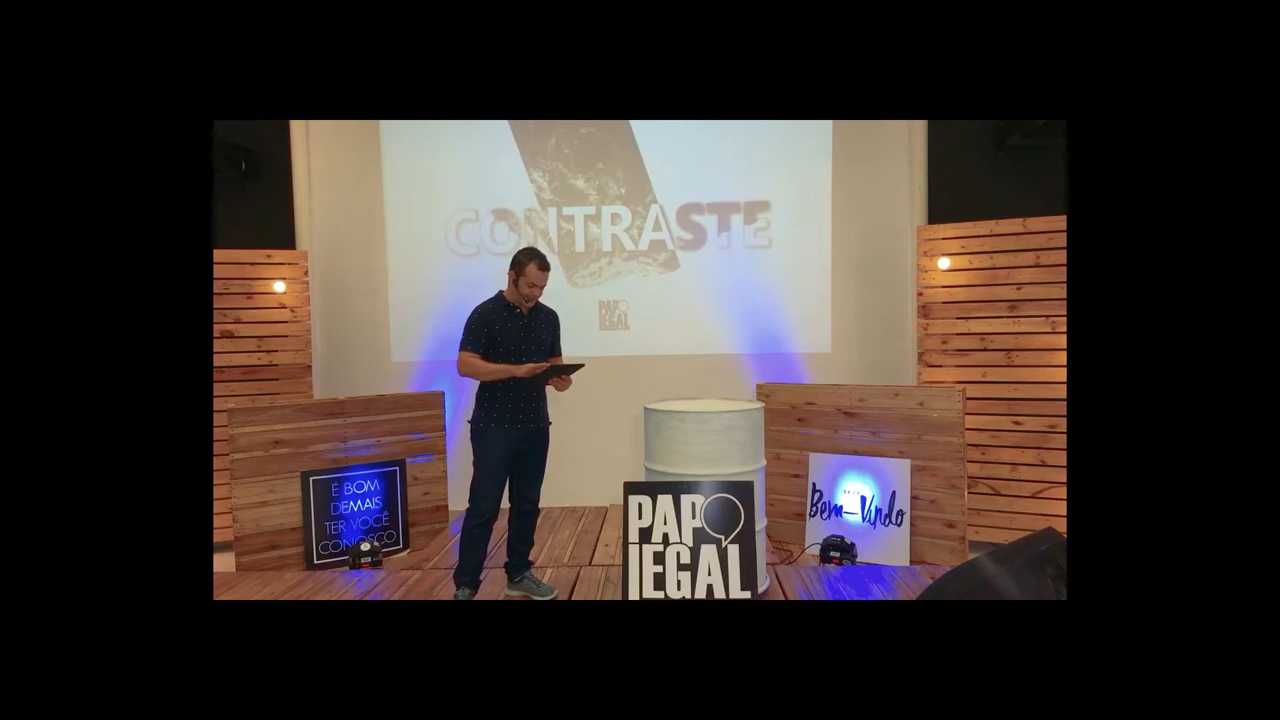 CONTRASTE
PAPO
LEGAL
É BOM
DEMAIS
TER VOCÊ
CONOSCO
PAPO
LEGAL
Bem-Vindo